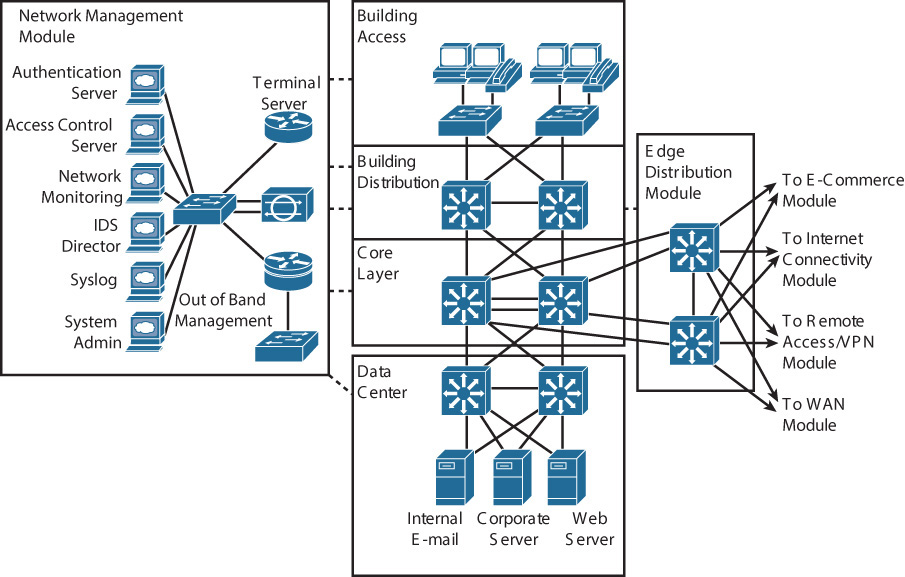 Network Management
Module
Authentication
Server
Access Control
Server
Network
Monitoring
IDS
Director
Syslog
System
Admin
Terminal
Server
Out of Band
Management
Building
Access
Building
Distribution
Core
Layer
Data
Center
Internal
E-mail
Corporate
Server
Web
Server
Edge
Distribution
Module
To E-Commerce
Module
To Internet
Connectivity
Module
To Remote
Access/VPN
Module
To WAN
Module